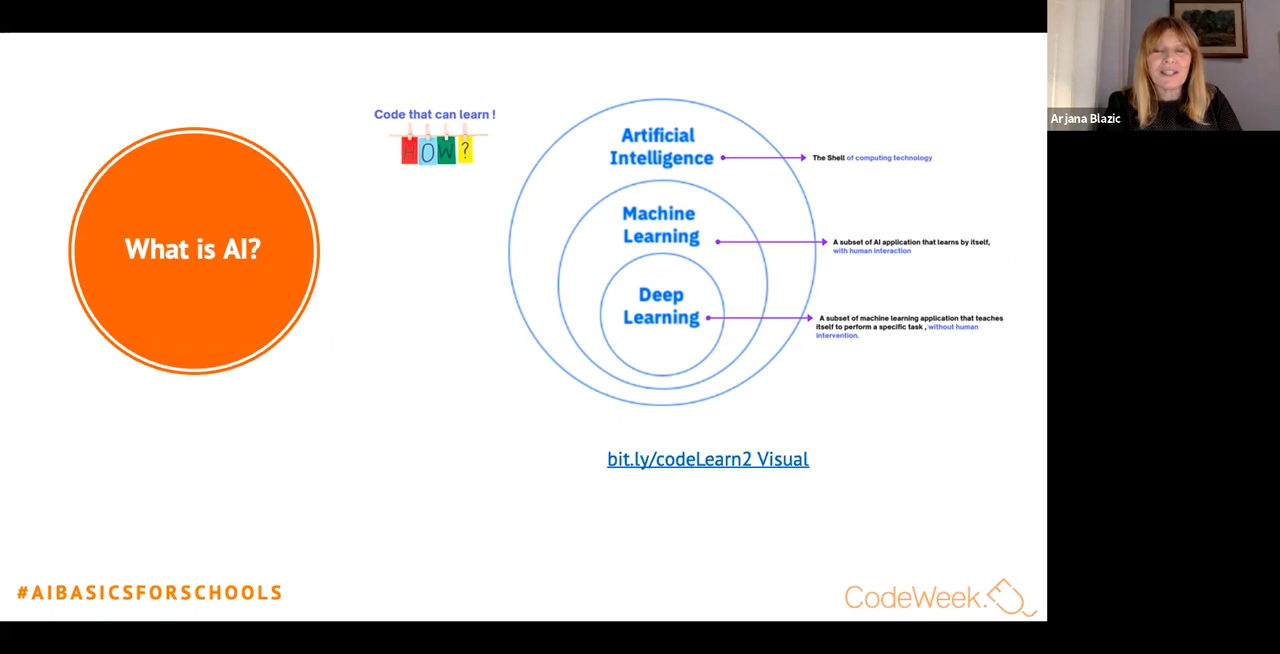 Arjana Blazic
What is AI?
Code that can learn !
HOW?
Artificial
Intelligence
The Shell of computing technology
Machine
Learning
A subset of AI application that learns by itself,
with human interaction
Deep
Learning
A subset of machine learning application that teaches
itself to perform a specific task , without human
intervention.
bit.ly/codeLearn2 Visual
#AIBASICSFORSCHOOLS
CodeWeek.EU